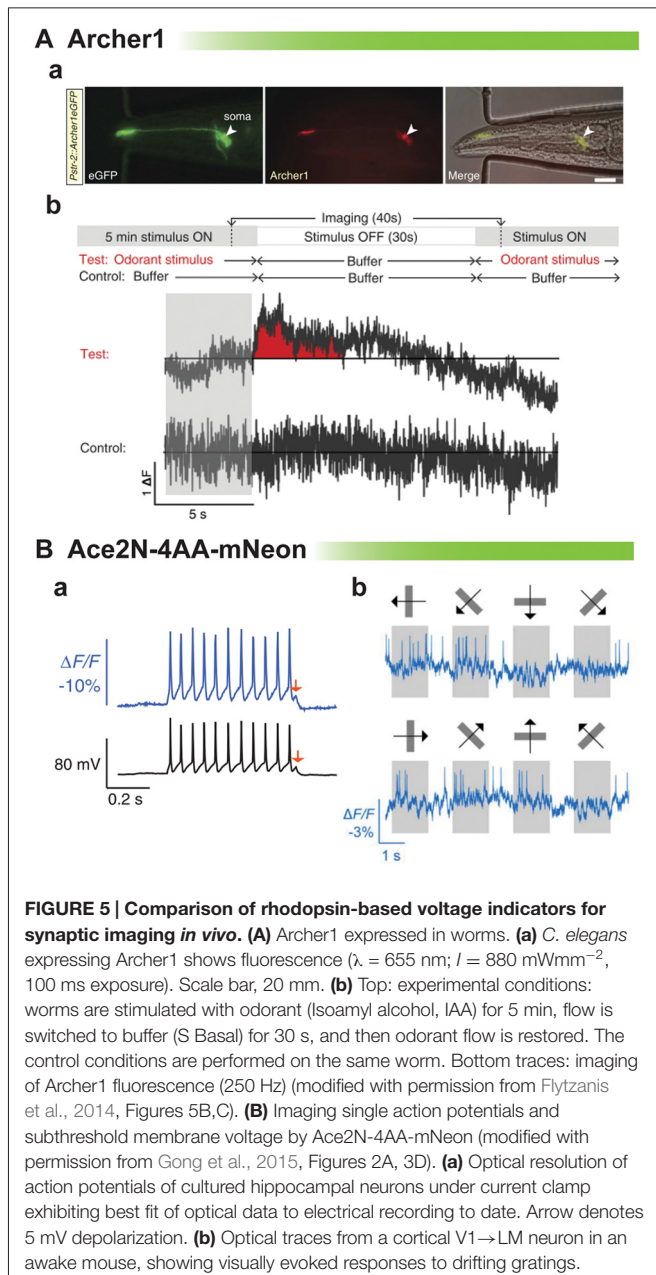 A Archer1
a
Pstr-2::Archer1eGFP
soma
eGFP
Archer1
Merge
b
Imaging (40s)
5 min stimulus ON
Stimulus OFF (30s)
Stimulus ON
Test: Odorant stimulus
Buffer
Odorant stimulus
Control: Buffer
Buffer
Buffer
Test:
Control:
1 ΔF
5 s
B Ace2N-4AA-mNeon
a
b
ΔF/F
-10%
80 mV
0.2 s
ΔF/F
-3%
1 s
FIGURE 5 | Comparison of rhodopsin-based voltage indicators for
synaptic imaging in vivo. (A) Archer1 expressed in worms. (a) C. elegans
expressing Archer1 shows fluorescence (λ = 655 nm; I = 880 mWmm⁻²,
100 ms exposure). Scale bar, 20 mm. (b) Top: experimental conditions:
worms are stimulated with odorant (Isoamyl alcohol, IAA) for 5 min, flow is
switched to buffer (S Basal) for 30 s, and then odorant flow is restored. The
control conditions are performed on the same worm. Bottom traces: imaging
of Archer1 fluorescence (250 Hz) (modified with permission from Flytzanis
et al., 2014, Figures 5B,C). (B) Imaging single action potentials and
subthreshold membrane voltage by Ace2N-4AA-mNeon (modified with
permission from Gong et al., 2015, Figures 2A, 3D). (a) Optical resolution of
action potentials of cultured hippocampal neurons under current clamp
exhibiting best fit of optical data to electrical recording to date. Arrow denotes
5 mV depolarization. (b) Optical traces from a cortical V1→LM neuron in an
awake mouse, showing visually evoked responses to drifting gratings.